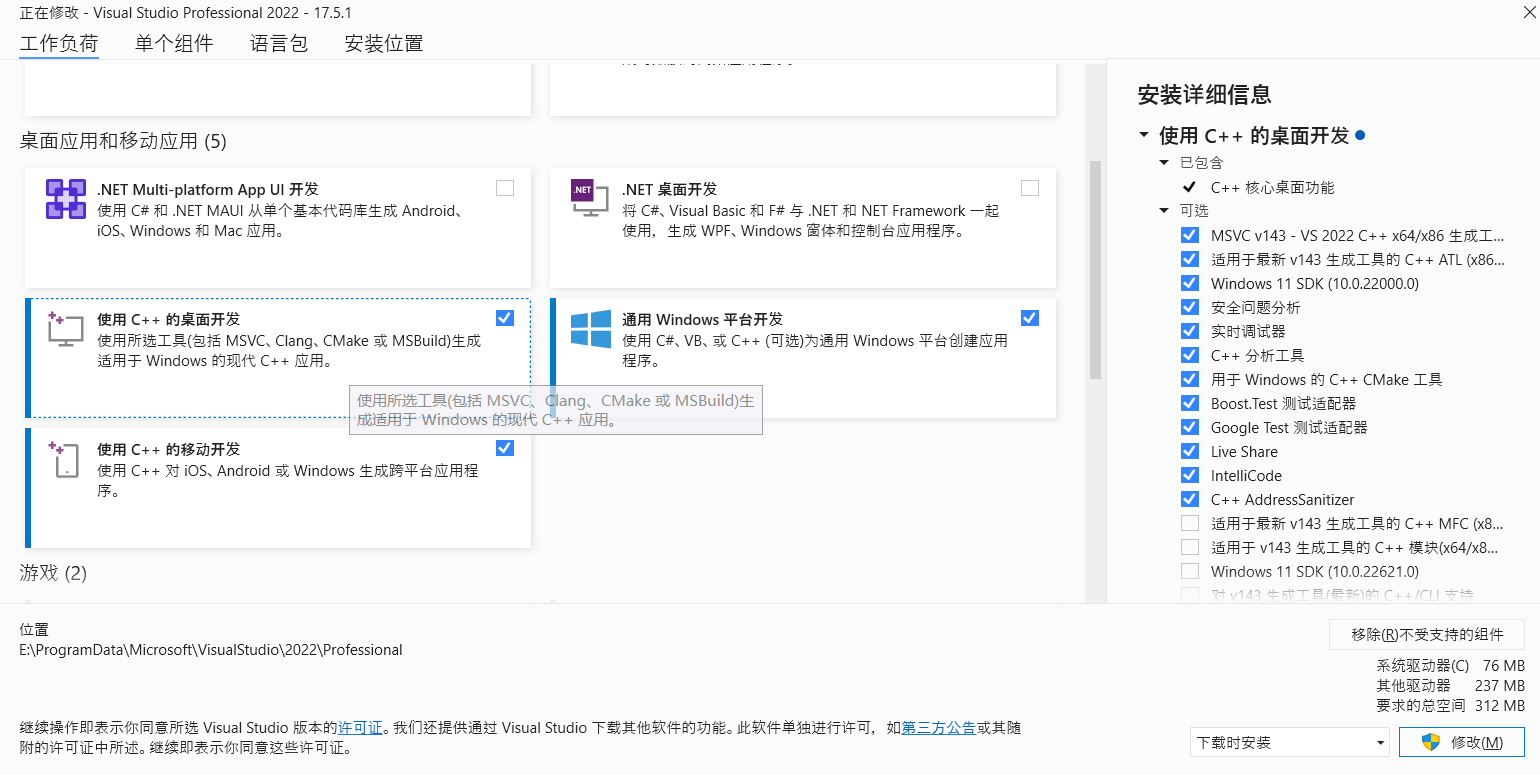 正在修改 - Visual Studio Professional 2022 - 17.5.1
工作负荷 单个组件 语言包 安装位置
桌面应用和移动应用 (5)
.NET Multi-platform App UI 开发
使用 C# 和 .NET MAUI 从单个基本代码库生成 Android、
iOS、Windows 和 Mac 应用。
.NET
.NET 桌面开发
将 C#、Visual Basic 和 F# 与 .NET 和 NET Framework 一起
使用，生成 WPF、Windows 窗体和控制台应用程序。
使用 C++ 的桌面开发
使用所选工具(包括 MSVC、Clang、CMake 或 MSBuild)生成
适用于 Windows 的现代 C++ 应用。
通用 Windows 平台开发
使用 C#、VB、或 C++ (可选)为通用 Windows 平台创建应用
程序。
使用所选工具(包括 MSVC、Clang、CMake 或 MSBuild)生
成适用于 Windows 的现代 C++ 应用。
使用 C++ 的移动开发
使用 C++ 对 iOS、Android 或 Windows 生成跨平台应用程
序。
游戏 (2)
安装详细信息
使用 C++ 的桌面开发
已包含
C++ 核心桌面功能
可选
MSVC v143 - VS 2022 C++ x64/x86 生成工...
适用于最新 v143 生成工具的 C++ ATL (x86...
Windows 11 SDK (10.0.22000.0)
安全问题分析
实时调试器
C++ 分析工具
用于 Windows 的 C++ CMake 工具
Boost.Test 测试适配器
Google Test 测试适配器
Live Share
IntelliCode
C++ AddressSanitizer
适用于最新 v143 生成工具的 C++ MFC (x8...
适用于 v143 生成工具的 C++ 模块(x64/x8...
Windows 11 SDK (10.0.22621.0)
对 v143 生成工具(最新)的 C++/CLI 支持
位置
E:\ProgramData\Microsoft\VisualStudio\2022\Professional
移除(R)不受支持的组件
系统驱动器(C) 76 MB
其他驱动器 237 MB
要求的总空间 312 MB
继续操作即表示你同意所选 Visual Studio 版本的许可证。我们还提供通过 Visual Studio 下载其他软件的功能。此软件单独进行许可，如第三方公告或其随
附的许可证中所述。继续即表示你同意这些许可证。
下载时安装
修改(M)